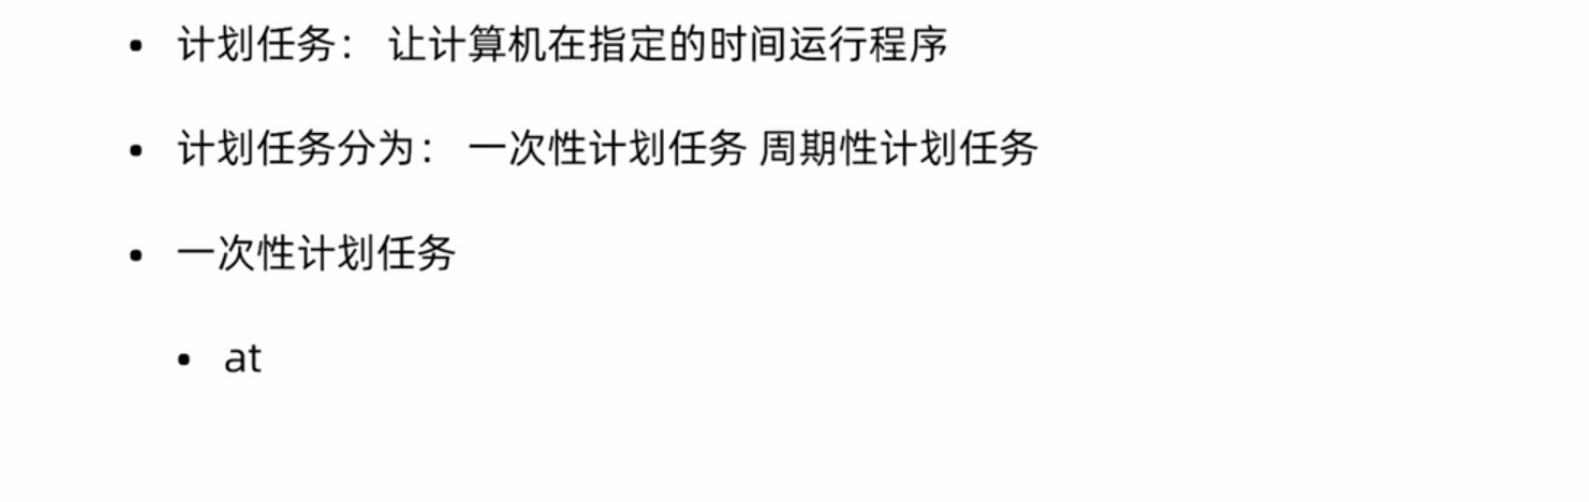 • 计划任务： 让计算机在指定的时间运行程序
• 计划任务分为： 一次性计划任务 周期性计划任务
• 一次性计划任务
• at